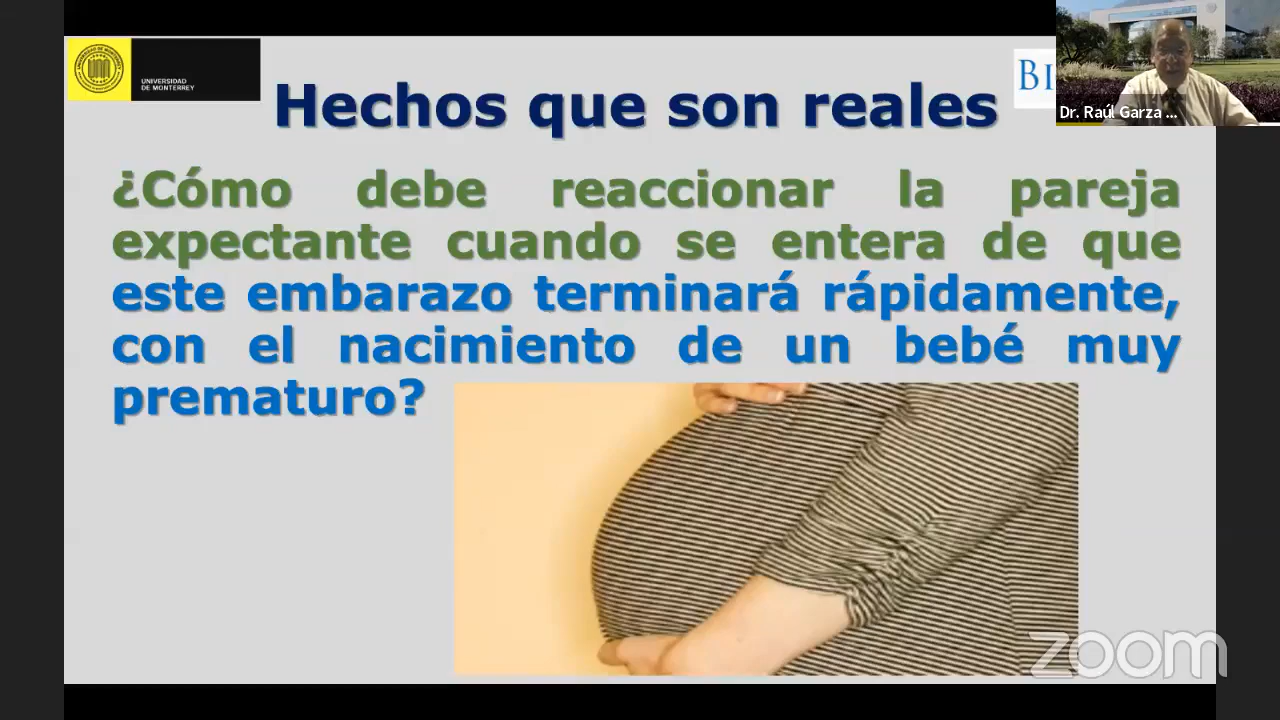 UNIVERSIDAD
DE MONTERREY
Hechos que son reales
BI
Dr. Raúl Garza ...
¿Cómo debe reaccionar la pareja
expectante cuando se entera de que
este embarazo terminará rápidamente,
con el nacimiento de un bebé muy
prematuro?
zoom